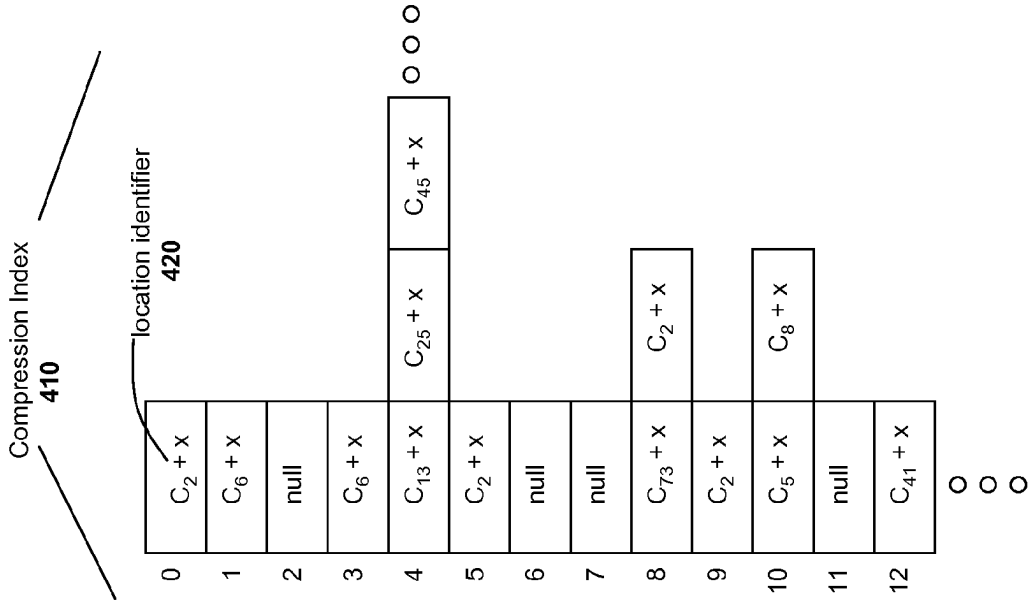 Compression Index
410
location identifier
420
0 C₂ + x
1 C₆ + x
2 null
3 C₆ + x
4 C₁₃ + x C₂₅ + x C₄₅ + x
5 C₂ + x
6 null
7 null
8 C₇₃ + x C₂ + x
9 C₂ + x
10 C₅ + x C₈ + x
11 null
12 C₄₁ + x